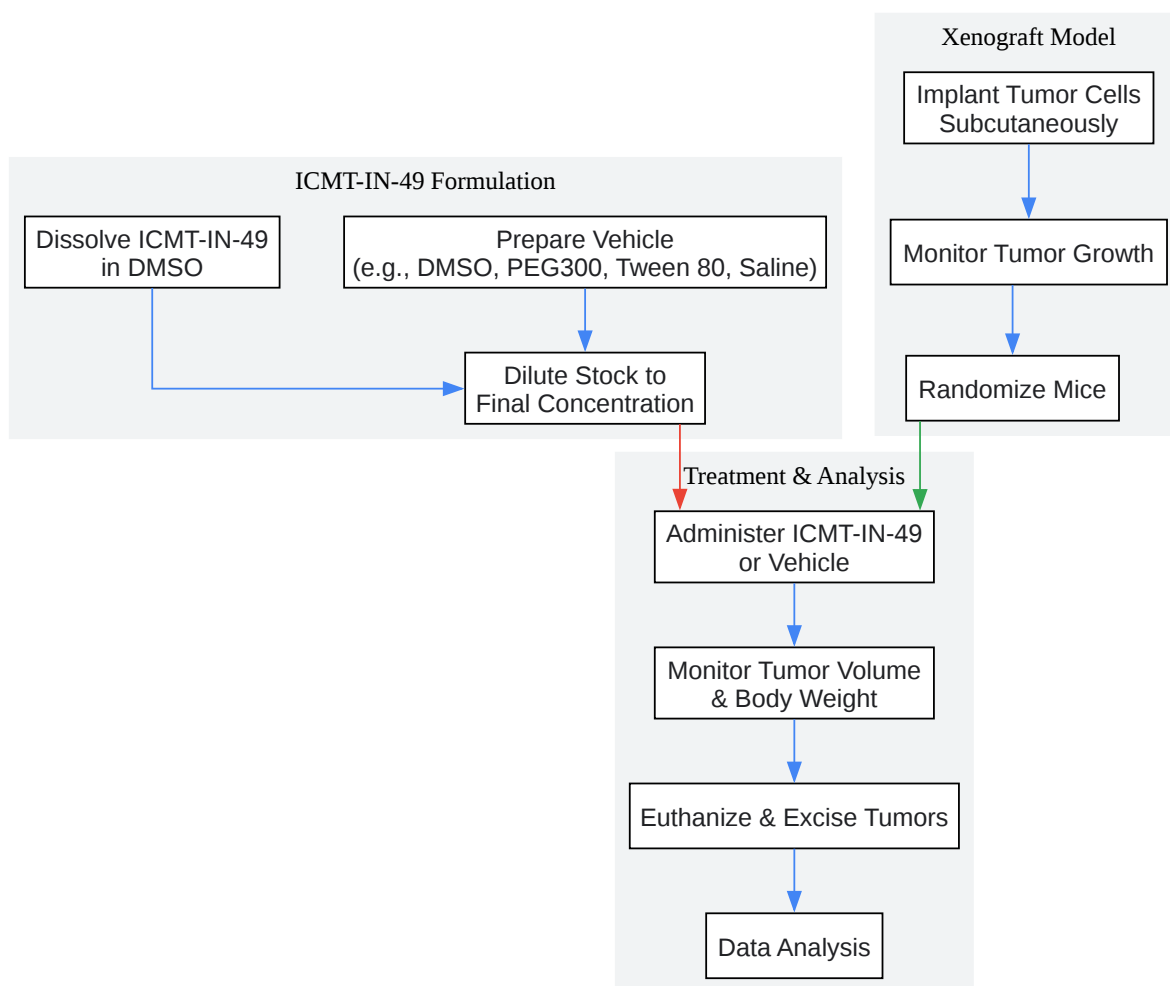 Xenograft Model
Implant Tumor Cells
Subcutaneously
Monitor Tumor Growth
Randomize Mice
ICMT-IN-49 Formulation
Dissolve ICMT-IN-49
in DMSO
Prepare Vehicle
(e.g., DMSO, PEG300, Tween 80, Saline)
Dilute Stock to
Final Concentration
Treatment & Analysis
Administer ICMT-IN-49
or Vehicle
Monitor Tumor Volume
& Body Weight
Euthanize & Excise Tumors
Data Analysis